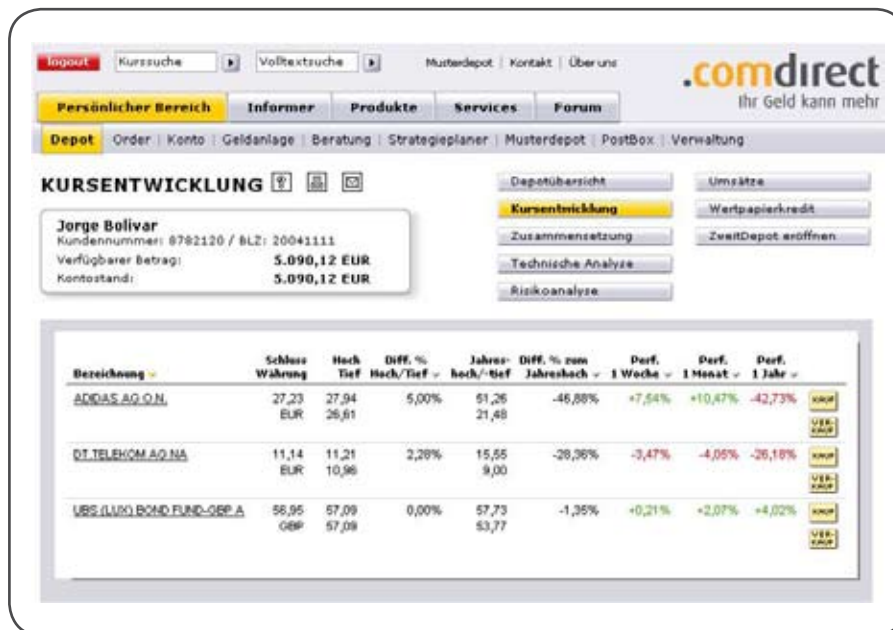 logout Kurssuche Volltextsuche Musterdepot | Kontakt | Über uns
.comdirect
Ihr Geld kann mehr
Persönlicher Bereich Informer Produkte Services Forum
Depot Order | Konto | Geldanlage | Beratung | Strategieplaner | Musterdepot | PostBox | Verwaltung
KURSENTWICKLUNG ?
Depotübersicht Umsätze
Kursentwicklung Wertpapierkredit
Zusammensetzung ZweitDepot eröffnen
Technische Analyse
Risikoanalyse
Jorge Bolivar
Kundennummer: 8782120 / BLZ: 20041111
Verfügbarer Betrag: 5.090,12 EUR
Kontostand: 5.090,12 EUR
Schluss Hoch Diff. % Jahres- Diff. % zum Perf. Perf. Perf.
Bezeichnung Währung Tief Hoch/Tief hoch/-tief Jahreshoch 1 Woche 1 Monat 1 Jahr
ADIDAS AG O.N. 27,23 27,94 5,00% 51,26 -46,88% +7,54% +10,47% -42,73% KAUF
EUR 26,61 21,48 VER-
KAUF
DT.TELEKOM AG NA 11,14 11,21 2,28% 15,55 -28,36% -3,47% -4,05% -26,18% KAUF
EUR 10,96 9,00 VER-
KAUF
UBS (LUX) BOND FUND-GBP A 56,95 57,09 0,00% 57,73 -1,35% +0,21% +2,07% +4,02% KAUF
GBP 57,09 53,77 VER-
KAUF